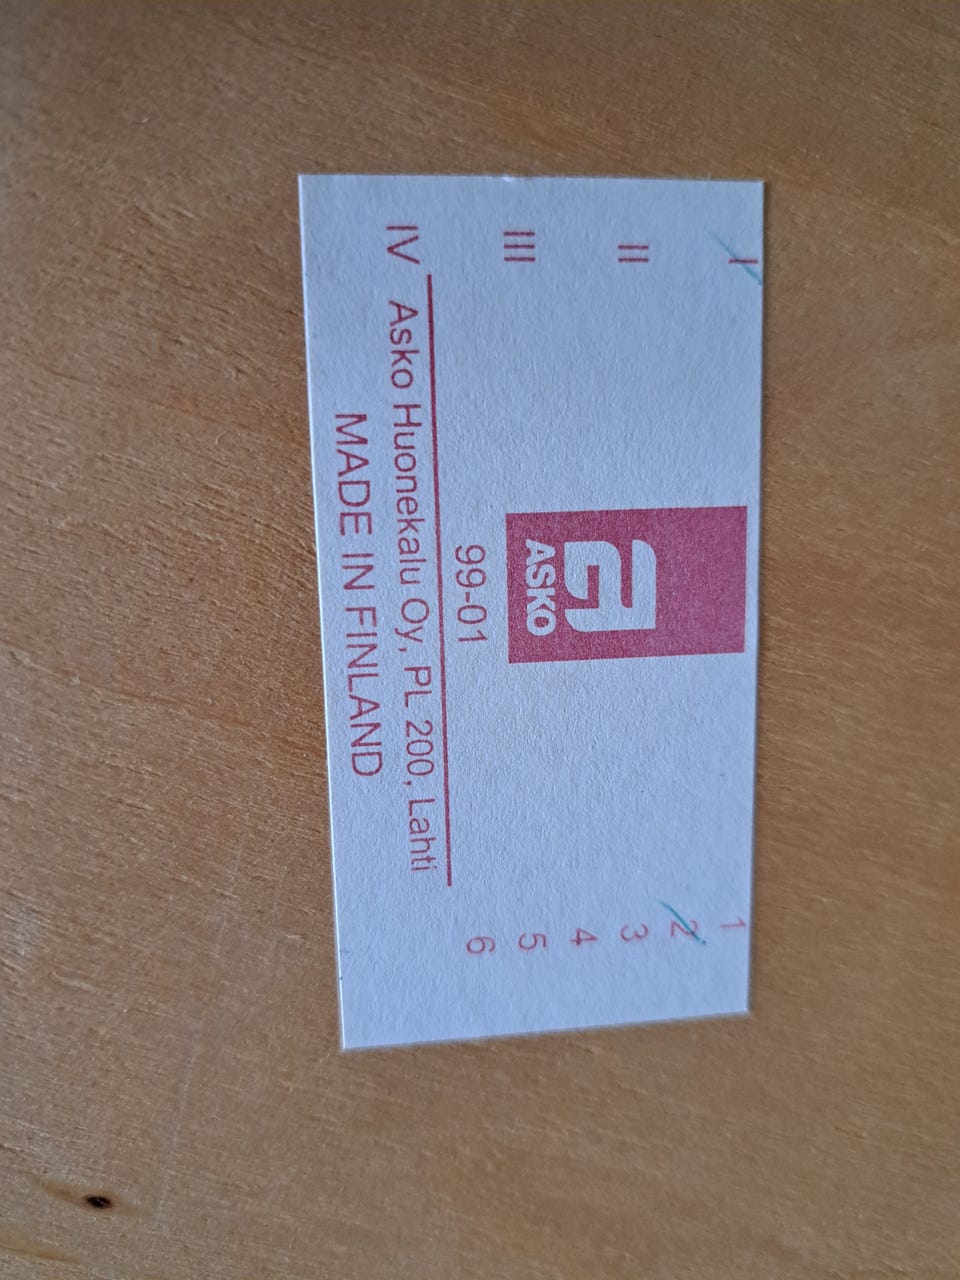 I
II
III
IV
ASKO
99-01
Asko Huonekalu Oy, PL 200, Lahti
MADE IN FINLAND
1
2
3
4
5
6